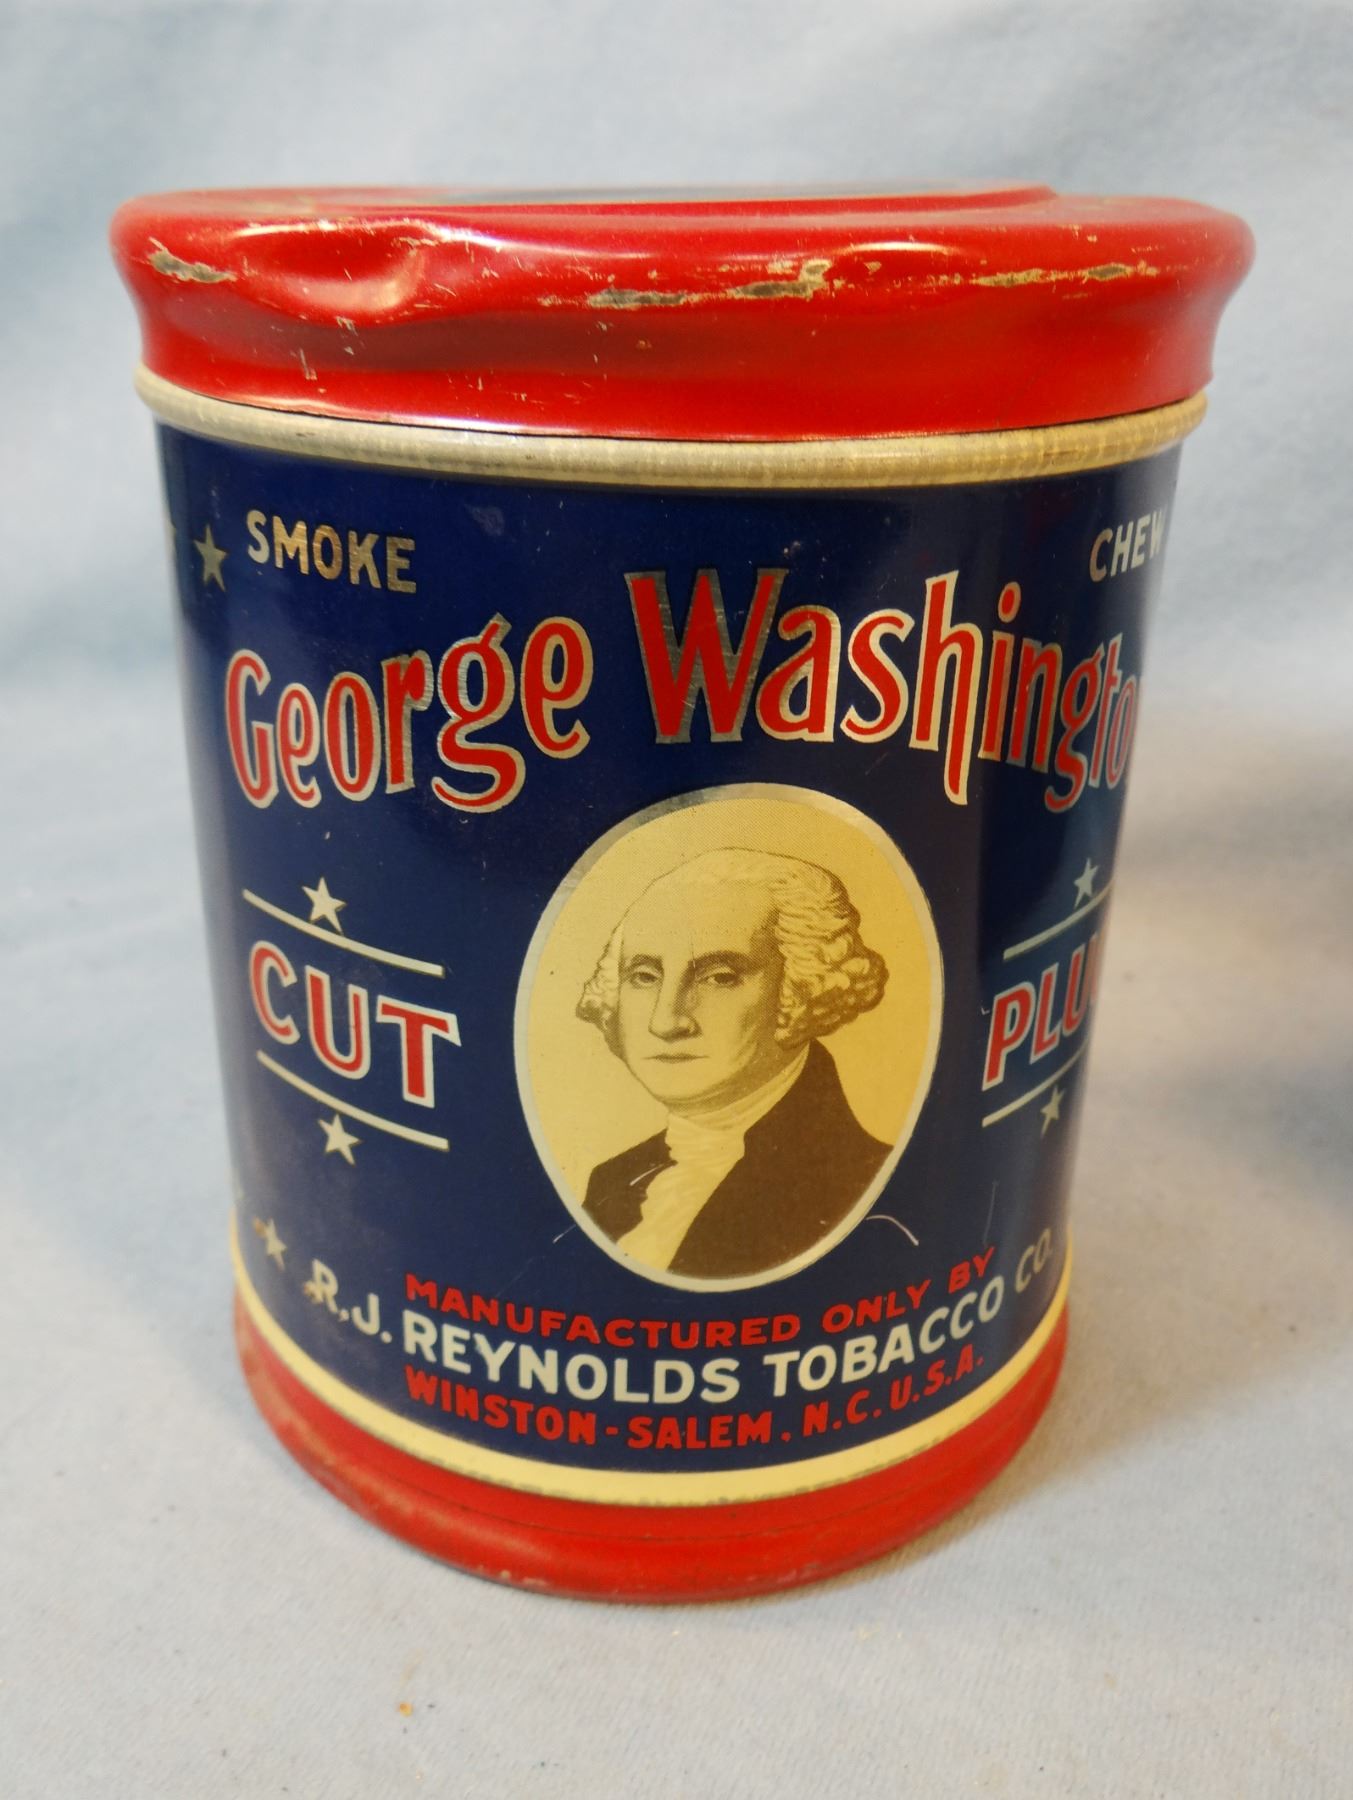 SMOKE CHEW
George Washingto
CUT PLU
MANUFACTURED ONLY BY
R.J. REYNOLDS TOBACCO CO.
WINSTON-SALEM, N.C. U.S.A.